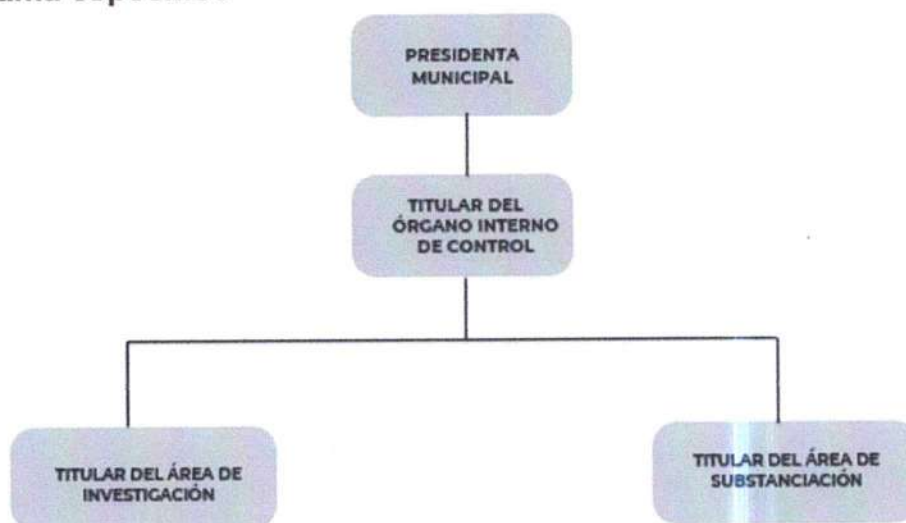 PRESIDENTA
MUNICIPAL
TITULAR DEL
ÓRGANO INTERNO
DE CONTROL
TITULAR DEL ÁREA DE
INVESTIGACIÓN
TITULAR DEL ÁREA DE
SUBSTANCIACIÓN